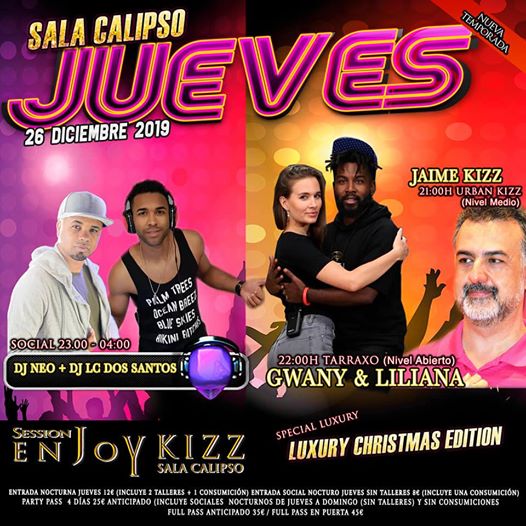 SALA CALIPSO
JUEVES
26 DICIEMBRE 2019
NUEVA
TEMPORADA
JAIME KIZZ
21:00H URBAN KIZZ
(Nivel Medio)
PALM TREES
OCEAN BREEZE
BLUE SKIES
BIKINI
SOCIAL 23.00 - 04:00
DJ NEO + DJ LC DOS SANTOS
22:00H TARRAXO (Nivel Abierto)
GWANY & LILIANA
SESSION
ENJOY KIZZ
SALA CALIPSO
SPECIAL LUXURY
LUXURY CHRISTMAS EDITION
ENTRADA NOCTURNA JUEVES 12€ (INCLUYE 2 TALLERES + 1 CONSUMICIÓN) ENTRADA SOCIAL NOCTURO JUEVES SIN TALLERES 8€ (INCLUYE UNA CONSUMICIÓN)
PARTY PASS 4 DÍAS 25€ ANTICIPADO (INCLUYE SOCIALES NOCTURNOS DE JUEVES A DOMINGO (SIN TALLERES) Y SIN CONSUMICIONES
FULL PASS ANTICIPADO 35€ / FULL PASS EN PUERTA 45€